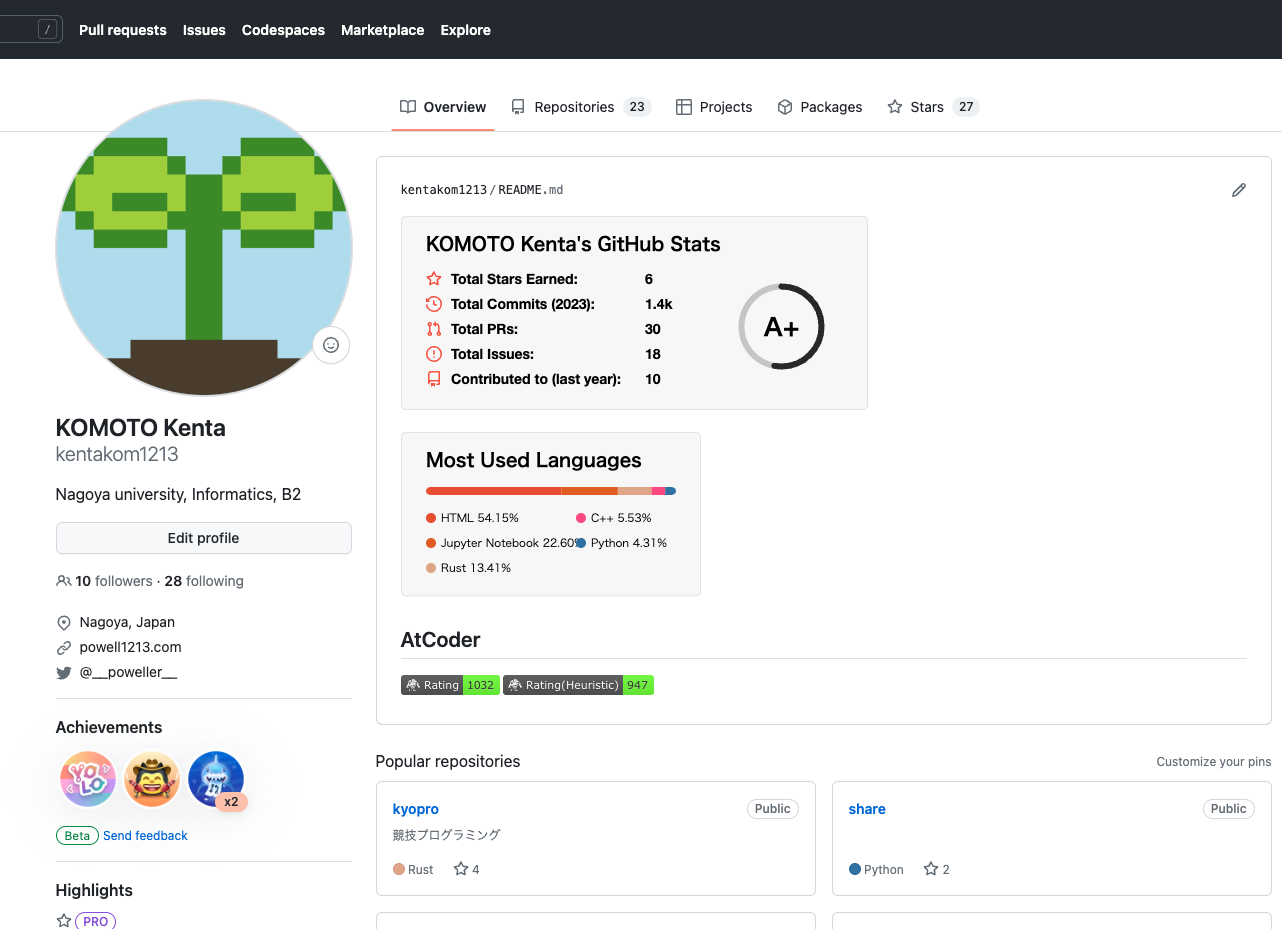 / Pull requests Issues Codespaces Marketplace Explore
Overview Repositories 23 Projects Packages Stars 27
KOMOTO Kenta
kentakom1213
Nagoya university, Informatics, B2
Edit profile
10 followers · 28 following
Nagoya, Japan
powell1213.com
@__poweller__
Achievements
YOLO
x2
Beta Send feedback
Highlights
PRO
kentakom1213/README.md
KOMOTO Kenta's GitHub Stats
Total Stars Earned: 6
Total Commits (2023): 1.4k
Total PRs: 30
Total Issues: 18
Contributed to (last year): 10
A+
Most Used Languages
HTML 54.15% C++ 5.53%
Jupyter Notebook 22.60% Python 4.31%
Rust 13.41%
AtCoder
Rating 1032 Rating(Heuristic) 947
Popular repositories Customize your pins
kyopro Public
競技プログラミング
Rust 4
share Public
Python 2